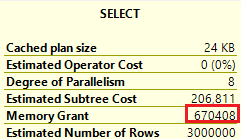 SELECT
Cached plan size 24 KB
Estimated Operator Cost 0 (0%)
Degree of Parallelism 8
Estimated Subtree Cost 206.811
Memory Grant 670408
Estimated Number of Rows 3000000